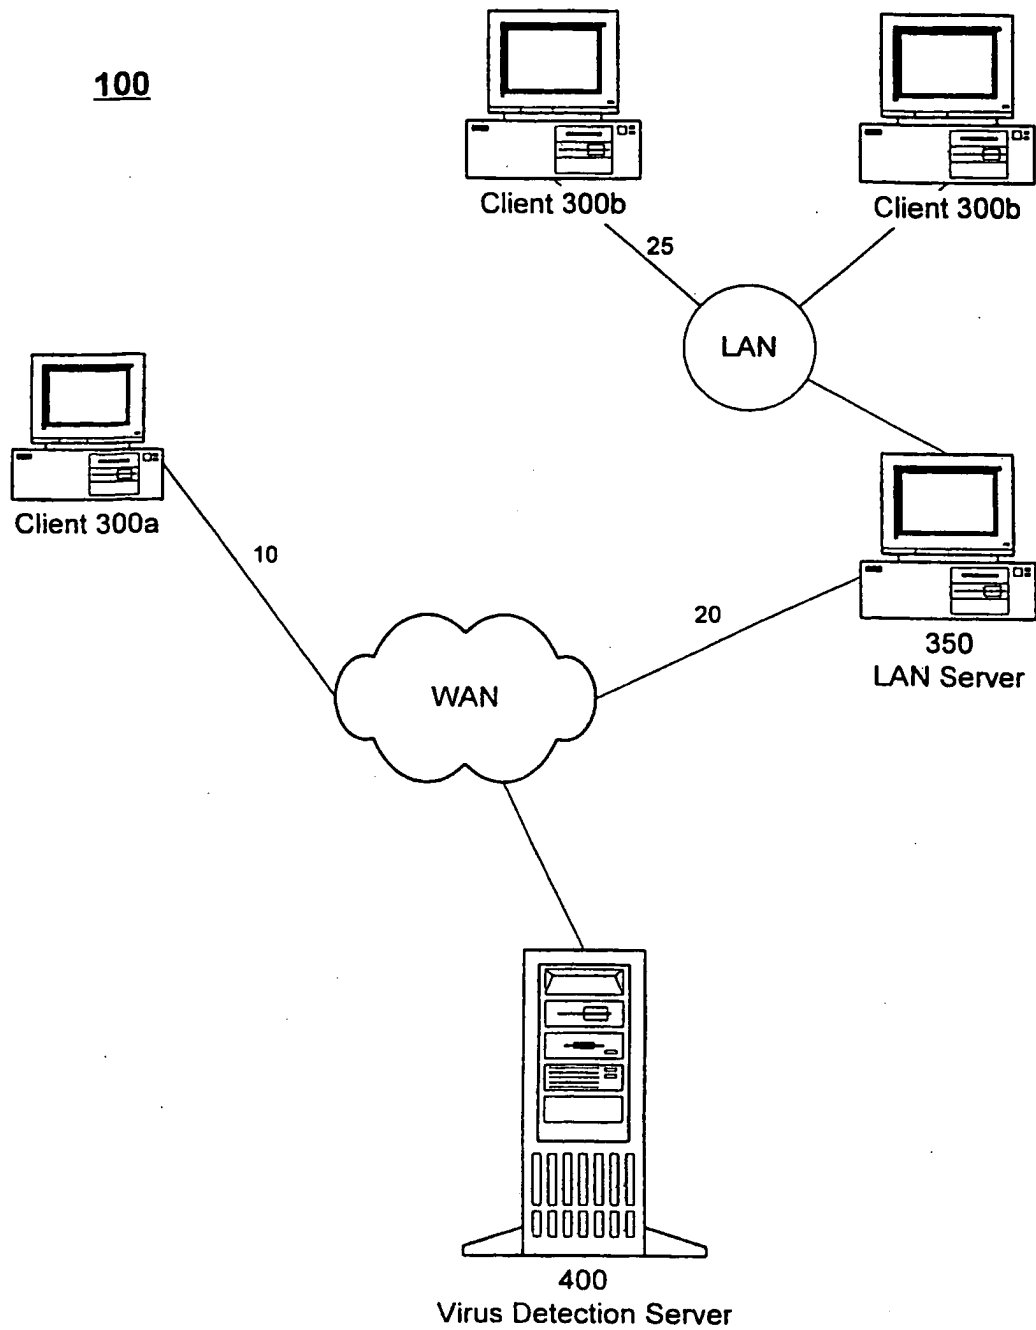 100
Client 300b
Client 300b
25
LAN
Client 300a
10
20
350
LAN Server
WAN
400
Virus Detection Server